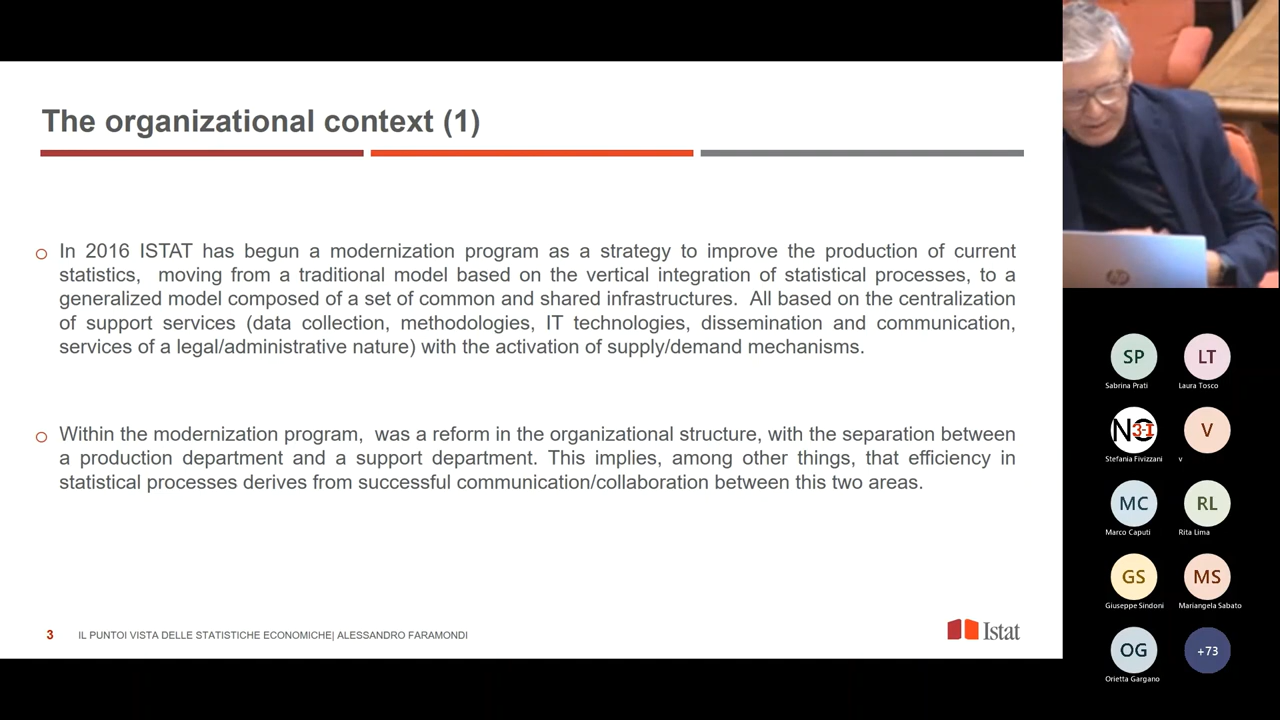 The organizational context (1)
In 2016 ISTAT has begun a modernization program as a strategy to improve the production of current
statistics, moving from a traditional model based on the vertical integration of statistical processes, to a
generalized model composed of a set of common and shared infrastructures. All based on the centralization
of support services (data collection, methodologies, IT technologies, dissemination and communication,
services of a legal/administrative nature) with the activation of supply/demand mechanisms.
Within the modernization program, was a reform in the organizational structure, with the separation between
a production department and a support department. This implies, among other things, that efficiency in
statistical processes derives from successful communication/collaboration between this two areas.
3 IL PUNTOI VISTA DELLE STATISTICHE ECONOMICHE| ALESSANDRO FARAMONDI
Istat
hp
SP LT
Sabrina Prati Laura Tosco
NO 3-I V
Stefania Fivizzani v
MC RL
Marco Caputi Rita Lima
GS MS
Giuseppe Sindoni Mariangela Sabato
OG +73
Orietta Gargano